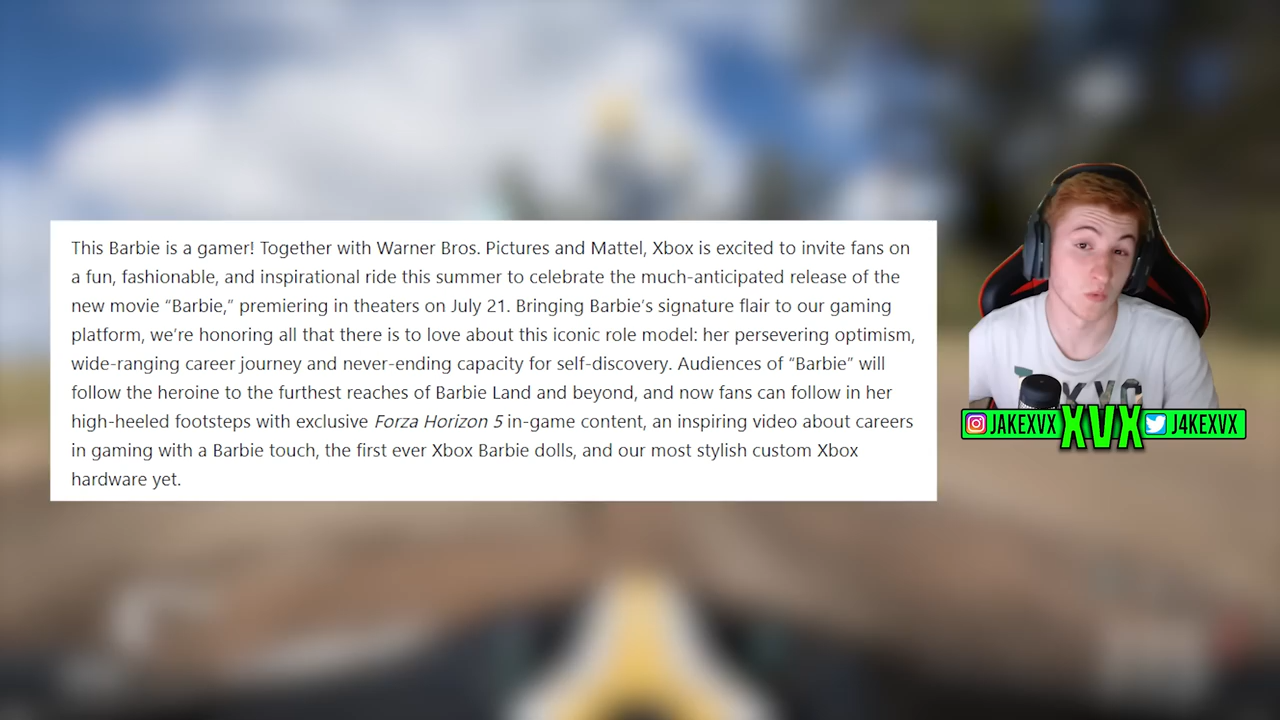 This Barbie is a gamer! Together with Warner Bros. Pictures and Mattel, Xbox is excited to invite fans on
a fun, fashionable, and inspirational ride this summer to celebrate the much-anticipated release of the
new movie “Barbie,” premiering in theaters on July 21. Bringing Barbie’s signature flair to our gaming
platform, we’re honoring all that there is to love about this iconic role model: her persevering optimism,
wide-ranging career journey and never-ending capacity for self-discovery. Audiences of “Barbie” will
follow the heroine to the furthest reaches of Barbie Land and beyond, and now fans can follow in her
high-heeled footsteps with exclusive Forza Horizon 5 in-game content, an inspiring video about careers
in gaming with a Barbie touch, the first ever Xbox Barbie dolls, and our most stylish custom Xbox
hardware yet.
JAKEXVX XVX J4KEXVX